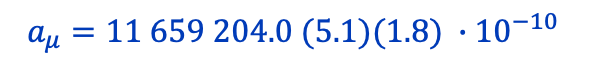 a_μ = 11 659 204.0 (5.1)(1.8) · 10⁻¹⁰